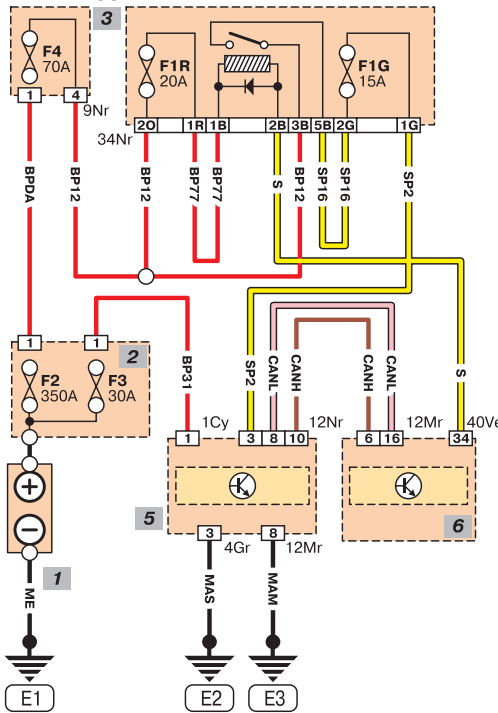 3
F4
70A
F1R
20A
F1G
15A
1
4
9Nr
34Nr
2O
1R
1B
2B
3B
5B
2G
1G
BPDA
BP12
BP12
BP77
BP77
S
BP12
SP16
SP16
SP2
1
1
2
F2
350A
F3
30A
BP31
SP2
CANL
CANH
CANH
CANL
S
1Cy
12Nr
12Mr
40Ve
1
3
8
10
6
16
34
+
−
1
5
6
3
4Gr
8
12Mr
ME
MAS
MAM
E1
E2
E3